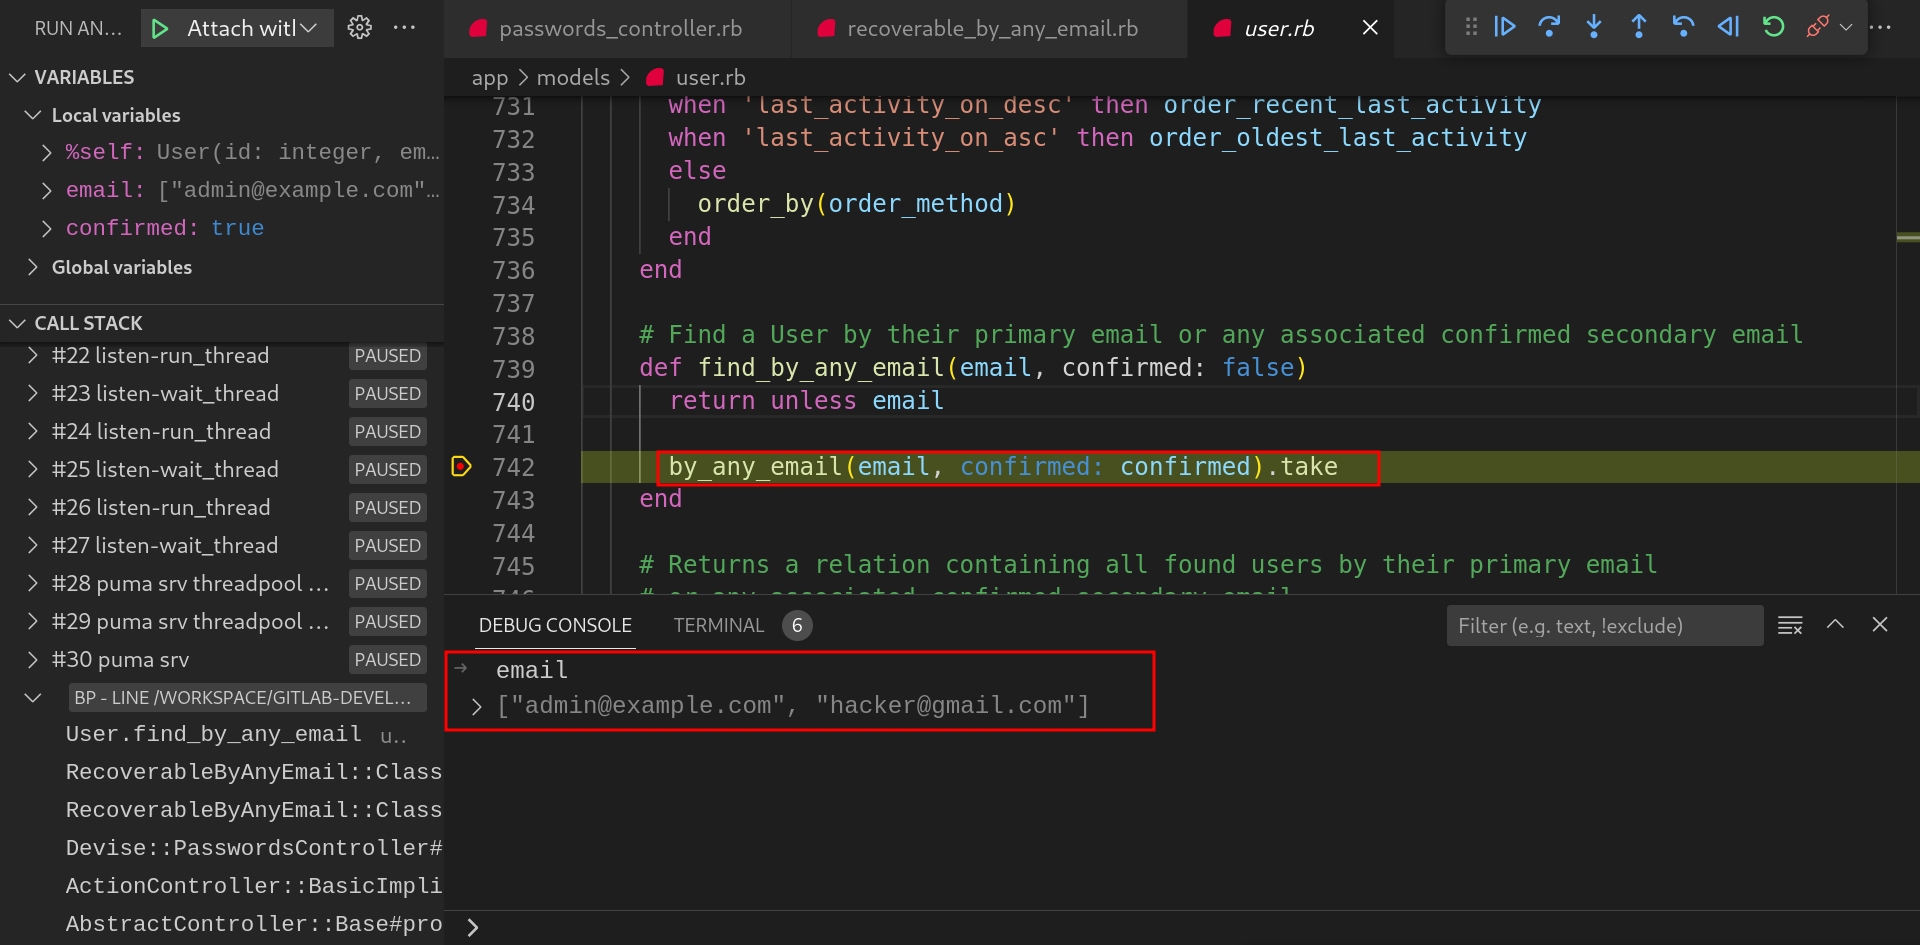 RUN AN...
Attach witl
passwords_controller.rb
recoverable_by_any_email.rb
user.rb
VARIABLES
Local variables
%self: User(id: integer, em...
email: ["admin@example.com"...
confirmed: true
Global variables
CALL STACK
#22 listen-run_thread PAUSED
#23 listen-wait_thread PAUSED
#24 listen-run_thread PAUSED
#25 listen-wait_thread PAUSED
#26 listen-run_thread PAUSED
#27 listen-wait_thread PAUSED
#28 puma srv threadpool ... PAUSED
#29 puma srv threadpool ... PAUSED
#30 puma srv PAUSED
BP - LINE /WORKSPACE/GITLAB-DEVEL...
User.find_by_any_email u..
RecoverableByAnyEmail::Class
RecoverableByAnyEmail::Class
Devise::PasswordsController#
ActionController::BasicImpli
AbstractController::Base#pro
app > models > user.rb
731 when 'last_activity_on_desc' then order_recent_last_activity
732 when 'last_activity_on_asc' then order_oldest_last_activity
733 else
734 order_by(order_method)
735 end
736 end
737
738 # Find a User by their primary email or any associated confirmed secondary email
739 def find_by_any_email(email, confirmed: false)
740 return unless email
741
742 by_any_email(email, confirmed: confirmed).take
743 end
744
745 # Returns a relation containing all found users by their primary email
746 # or any associated confirmed secondary email
DEBUG CONSOLE
TERMINAL 6
Filter (e.g. text, !exclude)
email
["admin@example.com", "hacker@gmail.com"]